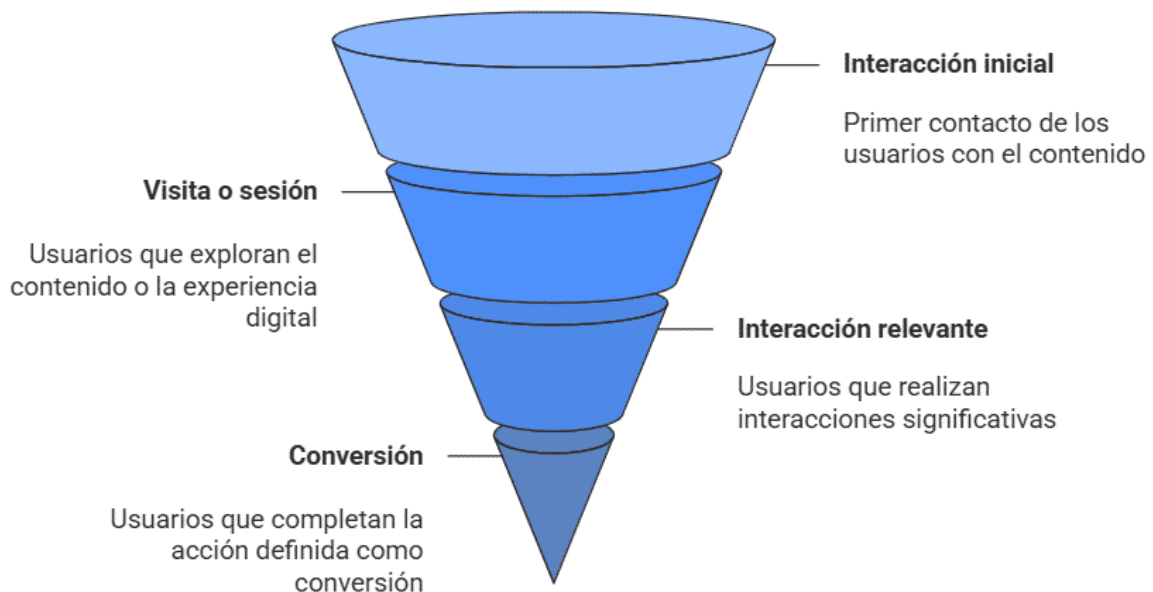 Interacción inicial
Primer contacto de los
usuarios con el contenido
Visita o sesión
Usuarios que exploran el
contenido o la experiencia
digital
Interacción relevante
Usuarios que realizan
interacciones significativas
Conversión
Usuarios que completan la
acción definida como
conversión